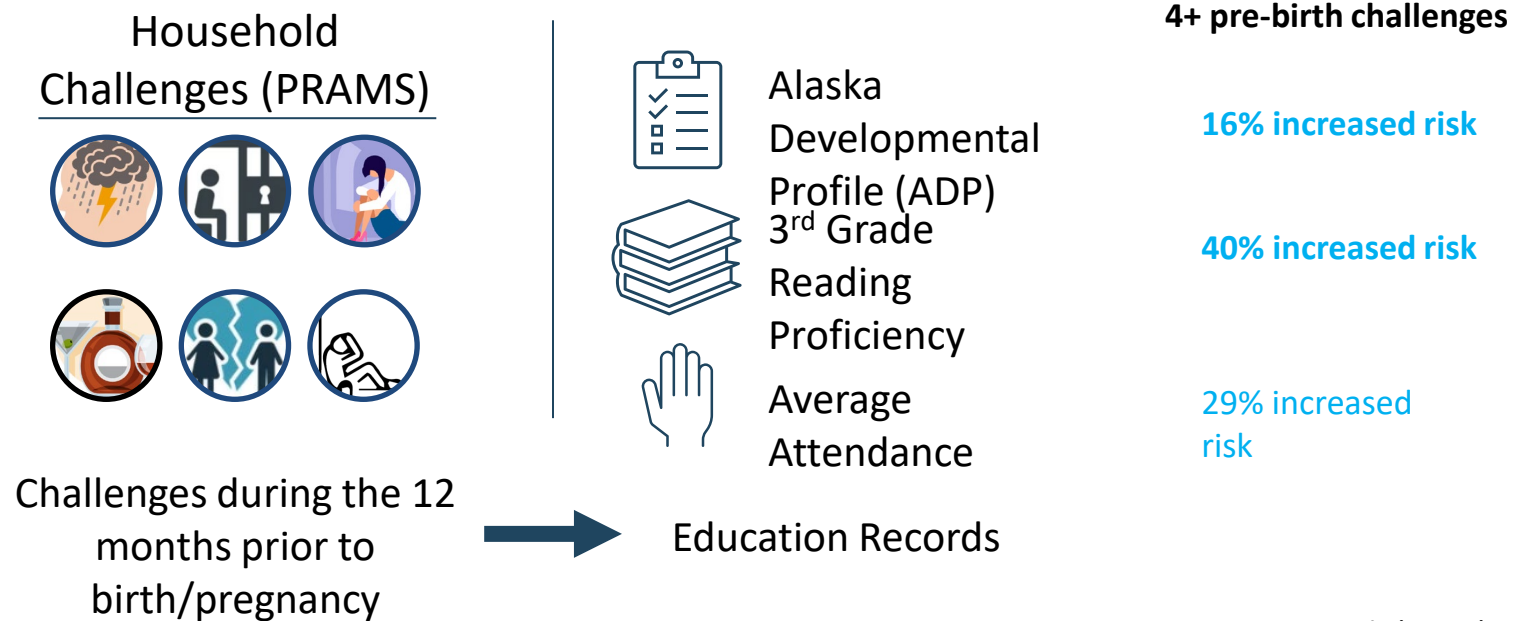 Household
Challenges (PRAMS)
Challenges during the 12
months prior to
birth/pregnancy
Alaska
Developmental
Profile (ADP)
3rd Grade
Reading
Proficiency
Average
Attendance
Education Records
4+ pre-birth challenges
16% increased risk
40% increased risk
29% increased
risk